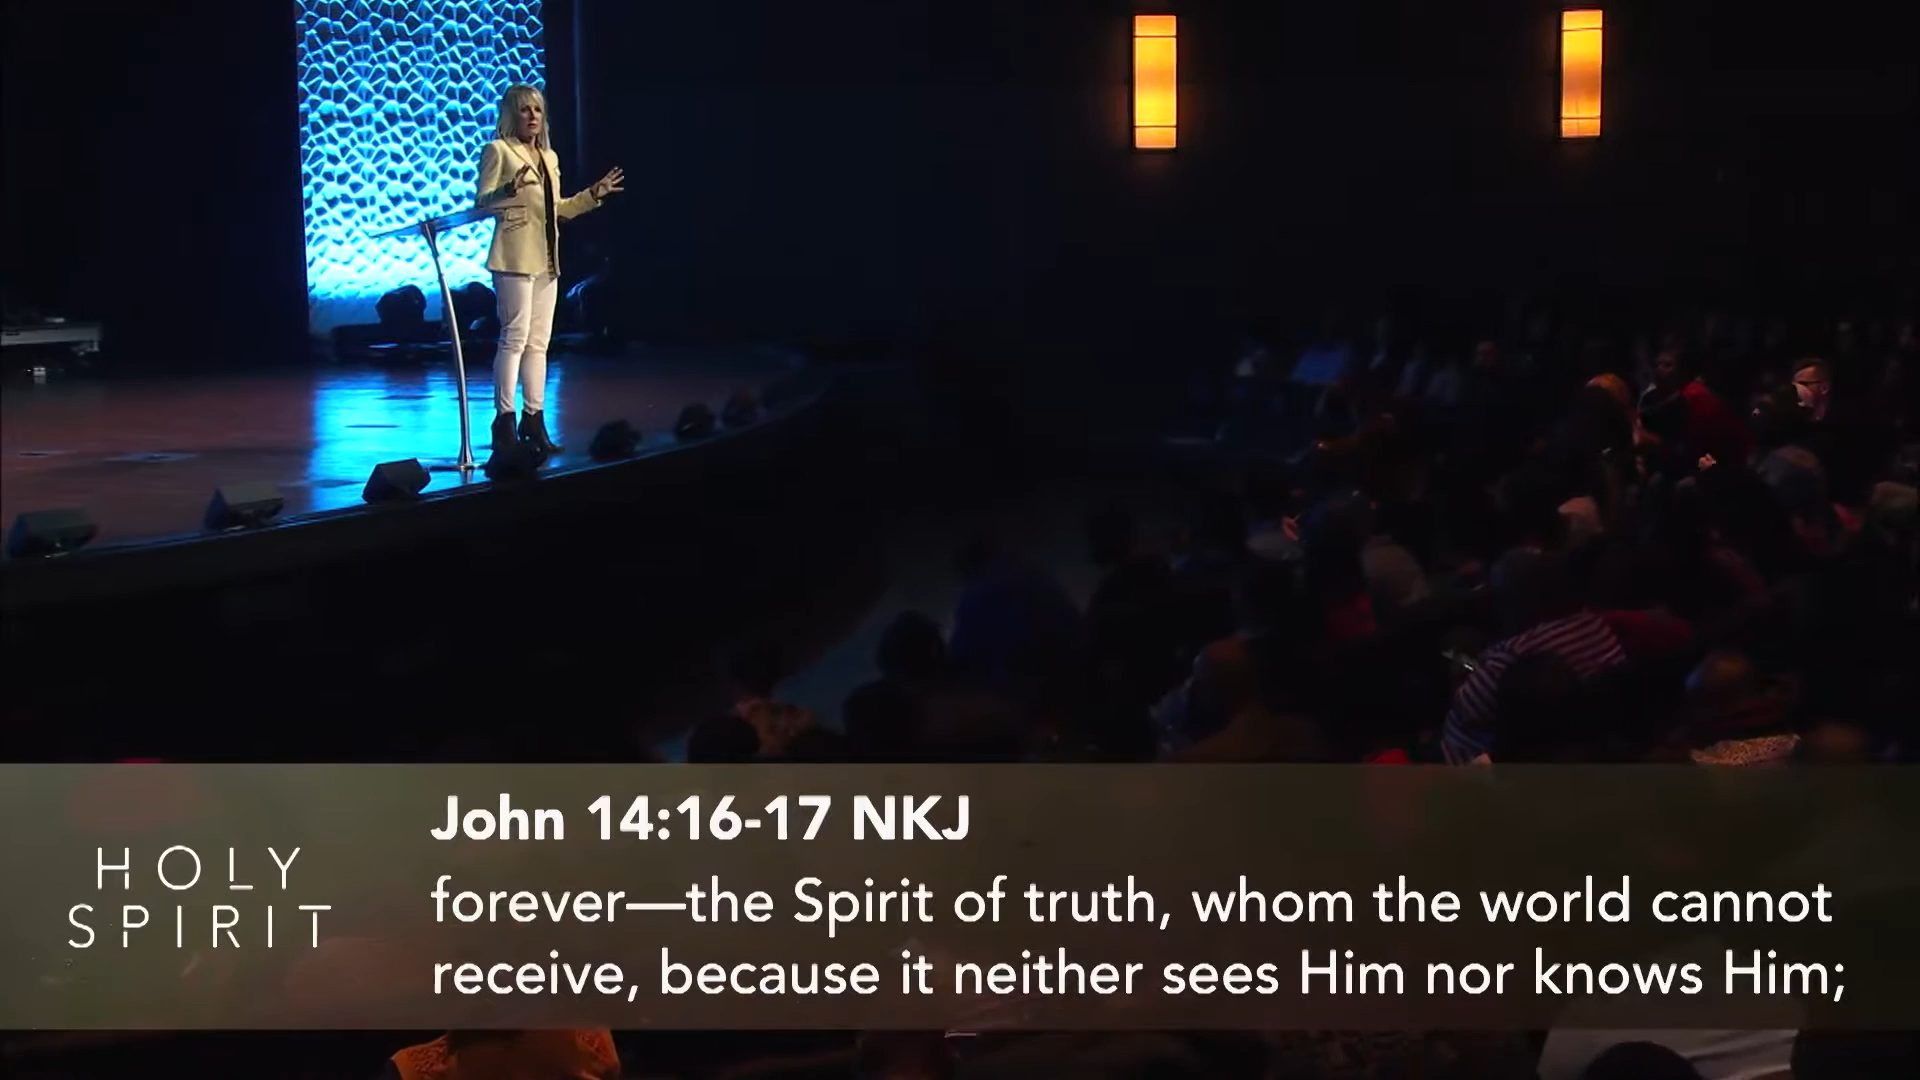 HOLY
SPIRIT
John 14:16-17 NKJ
forever—the Spirit of truth, whom the world cannot
receive, because it neither sees Him nor knows Him;